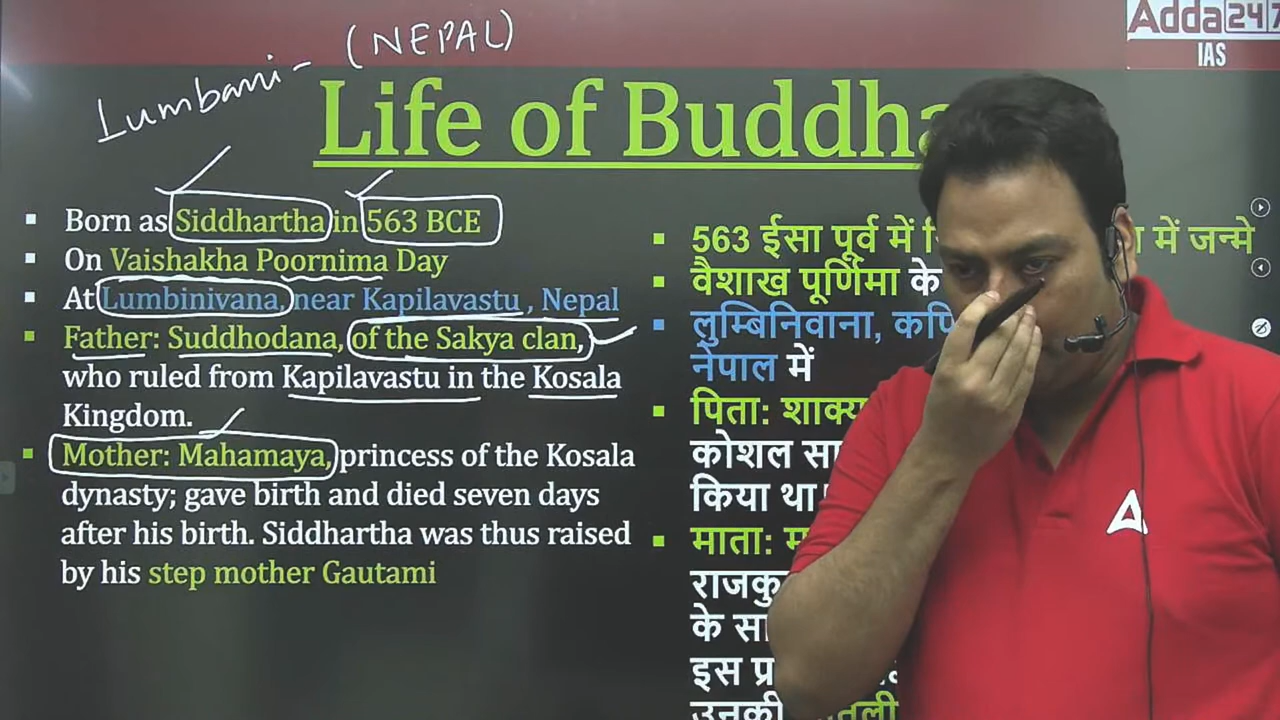 Adda247
IAS
Lumbani - (NEPAL)
Life of Buddha
Born as Siddhartha in 563 BCE
On Vaishakha Poornima Day
At Lumbinivana, near Kapilavastu , Nepal
Father: Suddhodana, of the Sakya clan,
who ruled from Kapilavastu in the Kosala
Kingdom.
Mother: Mahamaya, princess of the Kosala
dynasty; gave birth and died seven days
after his birth. Siddhartha was thus raised
by his step mother Gautami
563 ईसा पूर्व में में जन्मे
वैशाख पूर्णिमा के
लुम्बिनिवाना,
नेपाल में
पिता: शाक्य
कोशल
किया था
माता:
के
इस
उनकी